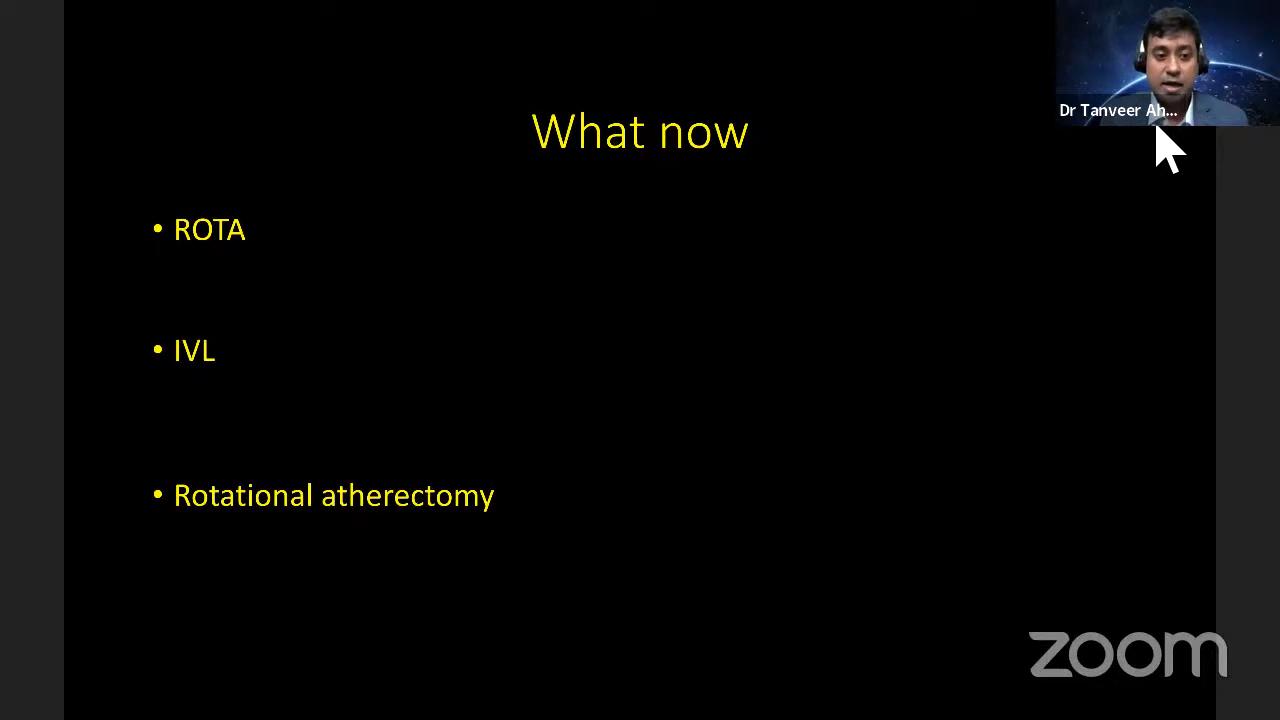 Dr Tanveer Ah...
What now
• ROTA
• IVL
• Rotational atherectomy
zoom